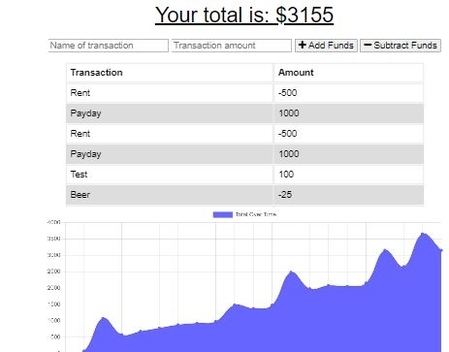 Your total is: $3155
Name of transaction Transaction amount + Add Funds − Subtract Funds
Transaction Amount
Rent -500
Payday 1000
Rent -500
Payday 1000
Test 100
Beer -25
Total Over Time
4000
3500
3000
2500
2000
1500
1000
500
0